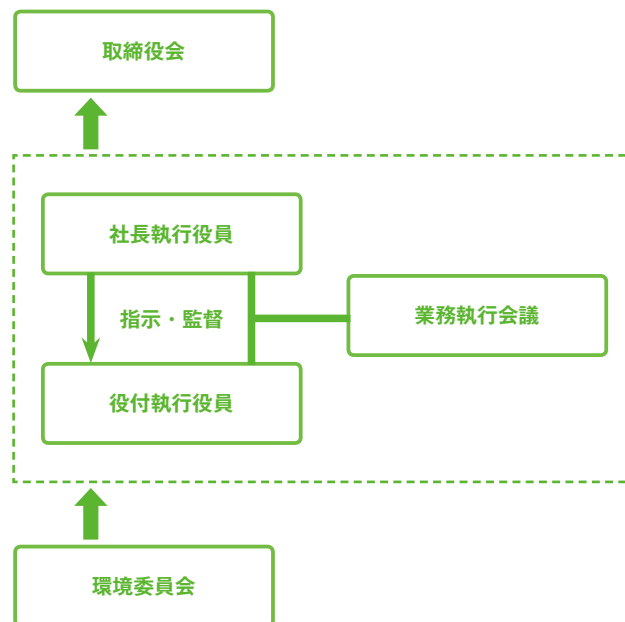 取締役会
社長執行役員
指示・監督
業務執行会議
役付執行役員
環境委員会